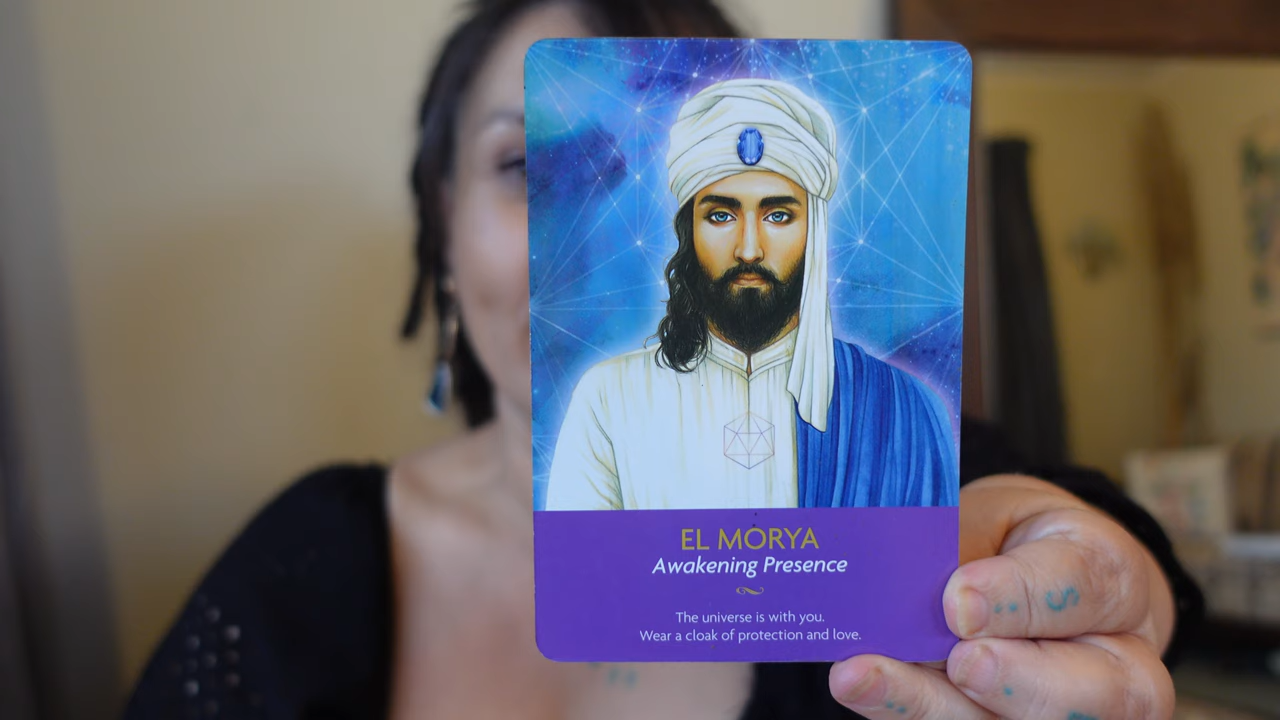 EL MORYA
Awakening Presence
The universe is with you.
Wear a cloak of protection and love.